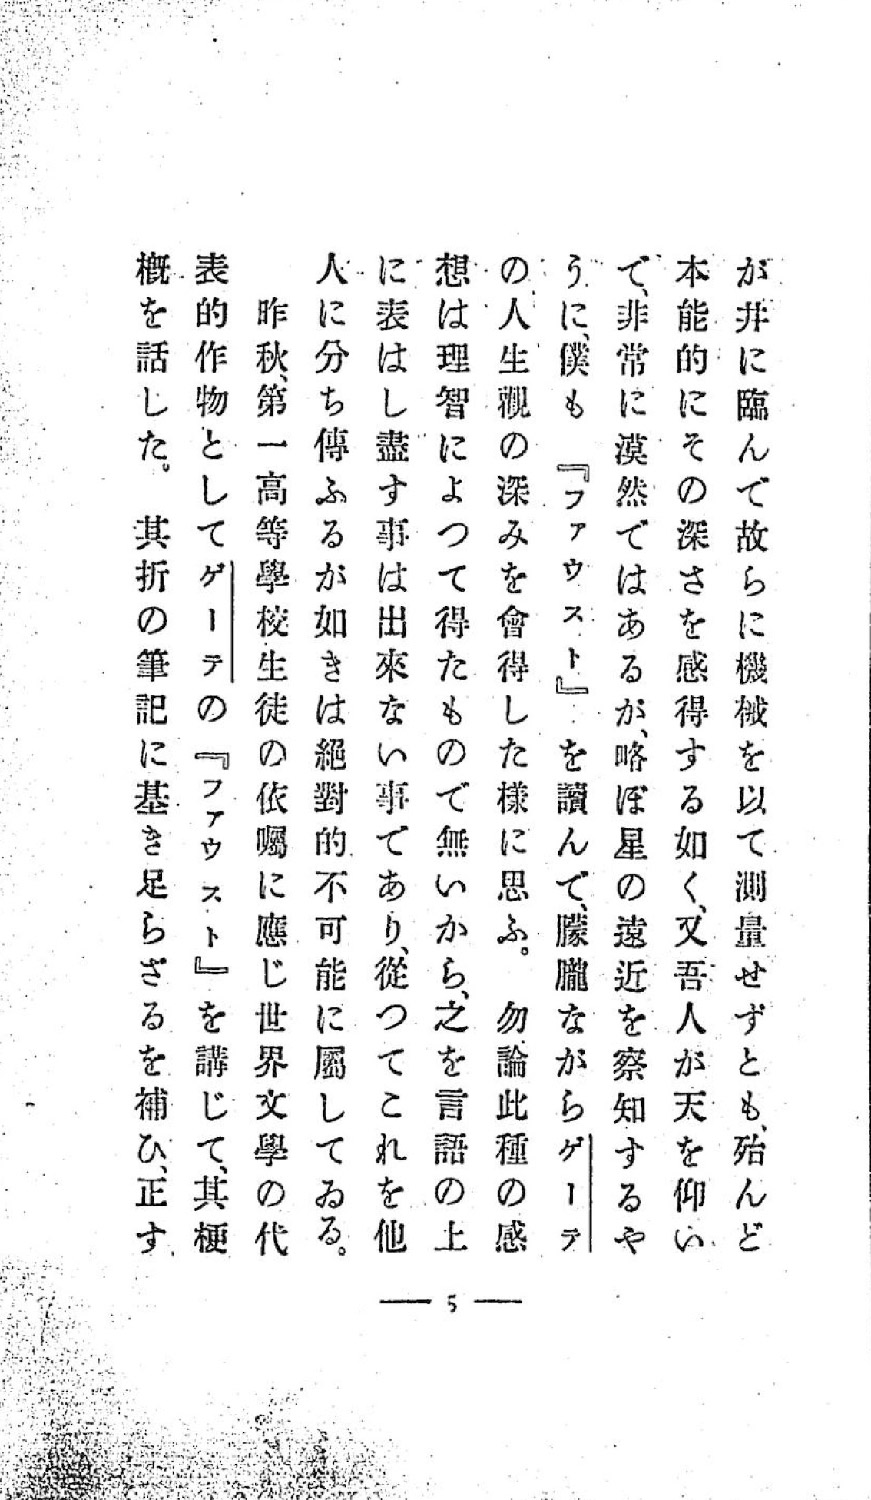 が井に臨んで故らに機械を以て測量せずとも、殆んど
本能的にその深さを感得する如く、又吾人が天を仰い
で、非常に漠然ではあるが、略ぼ星の遠近を察知するや
うに、僕も『ファウスト』を讀んで、朦朧ながらゲーテ
の人生觀の深みを會得した様に思ふ。勿論此種の感
想は理智によつて得たもので無いから、之を言語の上
に表はし盡す事は出來ない事であり、從つてこれを他
人に分ち傳ふるが如きは絕對的不可能に屬してゐる。
昨秋、第一高等學校生徒の依囑に應じ世界文學の代
表的作物としてゲーテの『ファウスト』を講じて、其梗
概を話した。其折の筆記に基き足らざるを補ひ、正す
5